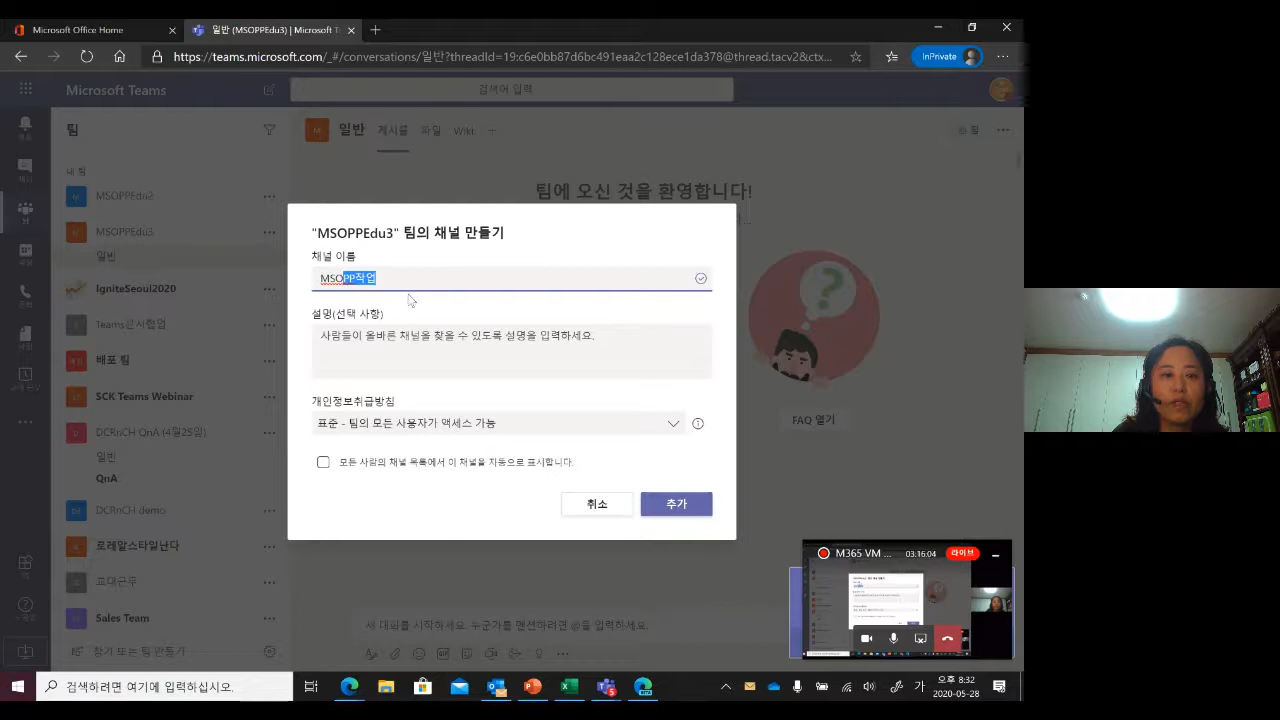 Microsoft Office Home
일반 (MSOPPEdu3) | Microsoft T
https://teams.microsoft.com/_#/conversations/일반?threadId=19:c6e0bb87d6bc491eaa2c128ece1da378@thread.tacv2&ctx...
InPrivate
Microsoft Teams
검색어 입력
팀
일반
게시물
파일
Wiki
팀
내 팀
MSOPPEdu2
MSOPPEdu3
일반
IgniteSeoul2020
배포 팀
SCK Teams Webinar
DCRnCH QnA (4월25일)
일반
QnA
DCRnCH demo
로레알스타일난다
교대근무
Sales Team
참가 또는 팀 만들기
팀에 오신 것을 환영합니다!
FAQ 열기
"MSOPPEdu3" 팀의 채널 만들기
채널 이름
MSOPP작업
설명(선택 사항)
사람들이 올바른 채널을 찾을 수 있도록 설명을 입력하세요.
개인정보취급방침
표준 - 팀의 모든 사용자가 액세스 가능
모든 사람의 채널 목록에서 이 채널을 자동으로 표시합니다.
취소
추가
새 대화를 시작하세요. 누군가를 멘션하려면 @을 입력하세요.
M365 VM ...
03:16:04
라이브
검색하려면 여기에 입력하십시오.
가
오후 8:32
2020-05-28